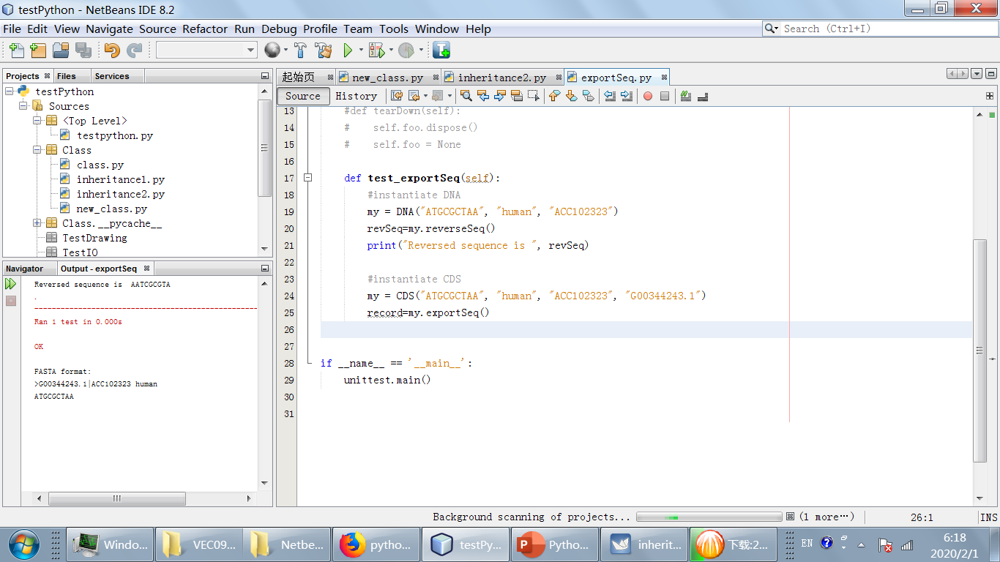 testPython - NetBeans IDE 8.2
File Edit View Navigate Source Refactor Run Debug Profile Team Tools Window Help
Search (Ctrl+I)
Projects Files Services
testPython
Sources
<Top Level>
testpython.py
Class
class.py
inheritance1.py
inheritance2.py
new_class.py
Class.__pycache__
TestDrawing
TestIO
Navigator Output - exportSeq
Reversed sequence is  AATCGCGTA
.
----------------------------------------------------
Ran 1 test in 0.000s
OK
FASTA format:
>G00344243.1|ACC102323 human
ATGCGCTAA
起始页 new_class.py inheritance2.py exportSeq.py
Source History
13 #def tearDown(self):
14 #    self.foo.dispose()
15 #    self.foo = None
16
17 def test_exportSeq(self):
18 #instantiate DNA
19 my = DNA("ATGCGCTAA", "human", "ACC102323")
20 revSeq=my.reverseSeq()
21 print("Reversed sequence is ", revSeq)
22
23 #instantiate CDS
24 my = CDS("ATGCGCTAA", "human", "ACC102323", "G00344243.1")
25 record=my.exportSeq()
26
27
28 if __name__ == '__main__':
29 unittest.main()
30
31
Background scanning of projects... (1 more…) 26:1 INS
Windo... VEC09... Netbe... pytho... testPy... Pytho... inherit... 下载:2... EN 6:18
2020/2/1